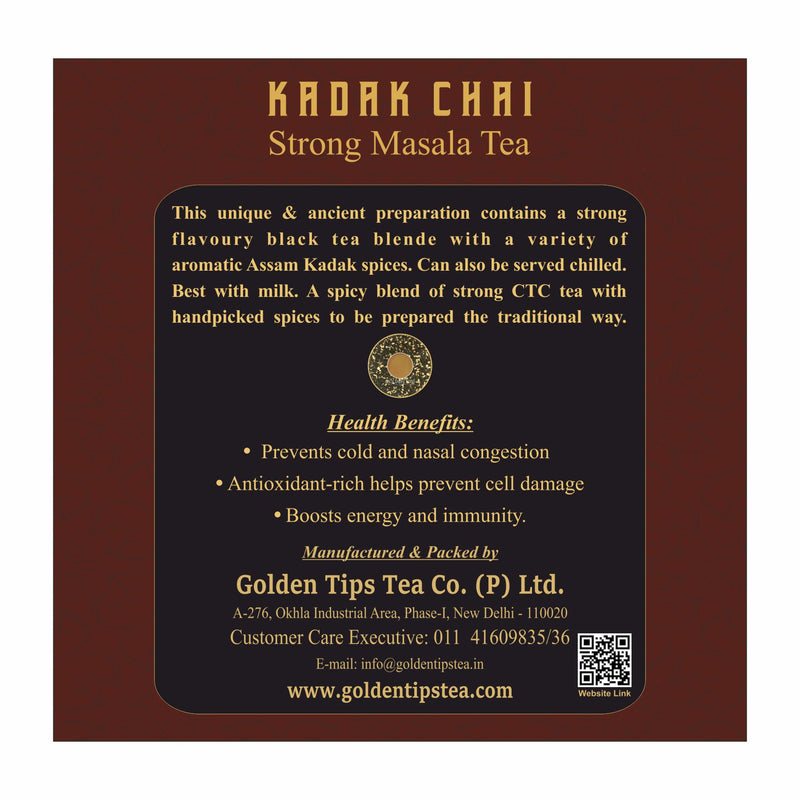 KADAK CHAI
Strong Masala Tea
This unique & ancient preparation contains a strong
flavoury black tea blende with a variety of
aromatic Assam Kadak spices. Can also be served chilled.
Best with milk. A spicy blend of strong CTC tea with
handpicked spices to be prepared the traditional way.
Health Benefits:
• Prevents cold and nasal congestion
• Antioxidant-rich helps prevent cell damage
• Boosts energy and immunity.
Manufactured & Packed by
Golden Tips Tea Co. (P) Ltd.
A-276, Okhla Industrial Area, Phase-I, New Delhi - 110020
Customer Care Executive: 011 41609835/36
E-mail: info@goldentipstea.in
www.goldentipstea.com
Website Link